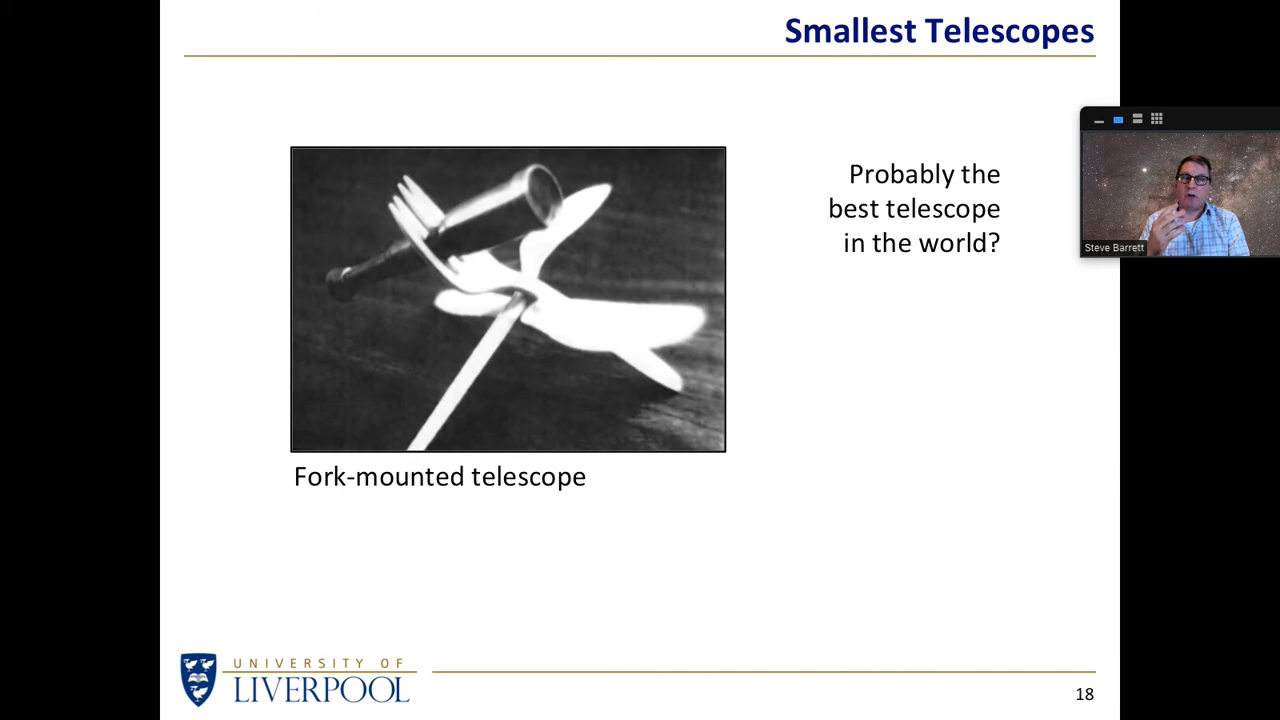 Smallest Telescopes
Probably the
best telescope
in the world?
Steve Barrett
Fork-mounted telescope
UNIVERSITY OF
LIVERPOOL
18